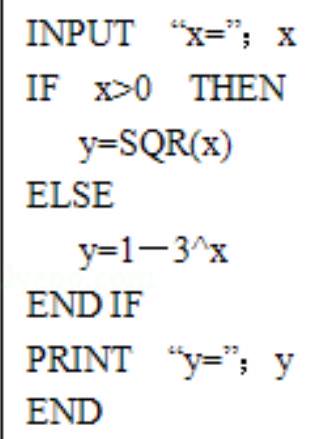 INPUT “x=”；x
IF x>0 THEN
y=SQR(x)
ELSE
y=1－3^x
END IF
PRINT “y=”；y
END